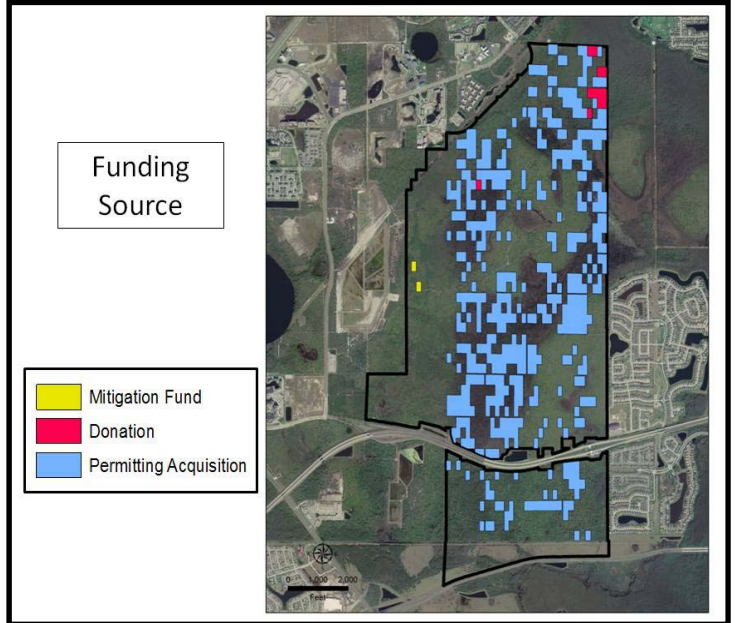 Funding
Source
Mitigation Fund
Donation
Permitting Acquisition
0 1,000 2,000
Feet